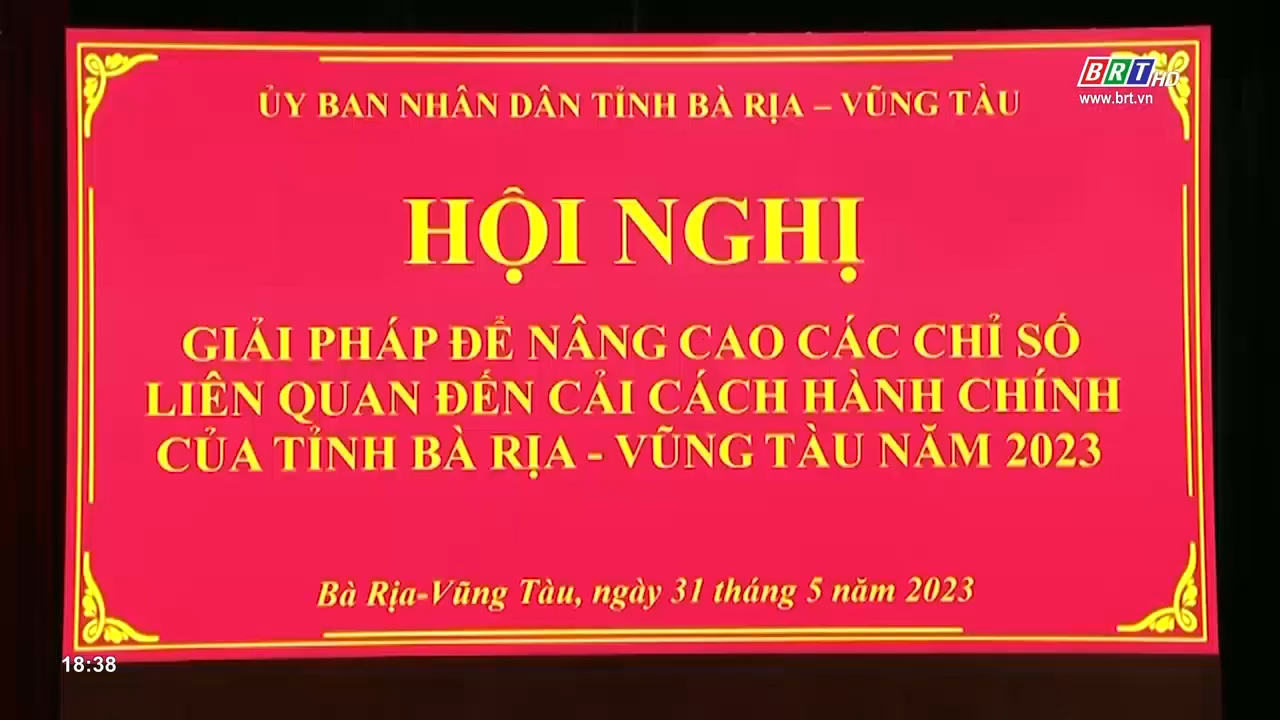 BRT HD
www.brt.vn
ỦY BAN NHÂN DÂN TỈNH BÀ RỊA – VŨNG TÀU
HỘI NGHỊ
GIẢI PHÁP ĐỂ NÂNG CAO CÁC CHỈ SỐ
LIÊN QUAN ĐẾN CẢI CÁCH HÀNH CHÍNH
CỦA TỈNH BÀ RỊA - VŨNG TÀU NĂM 2023
Bà Rịa-Vũng Tàu, ngày 31 tháng 5 năm 2023
18:38